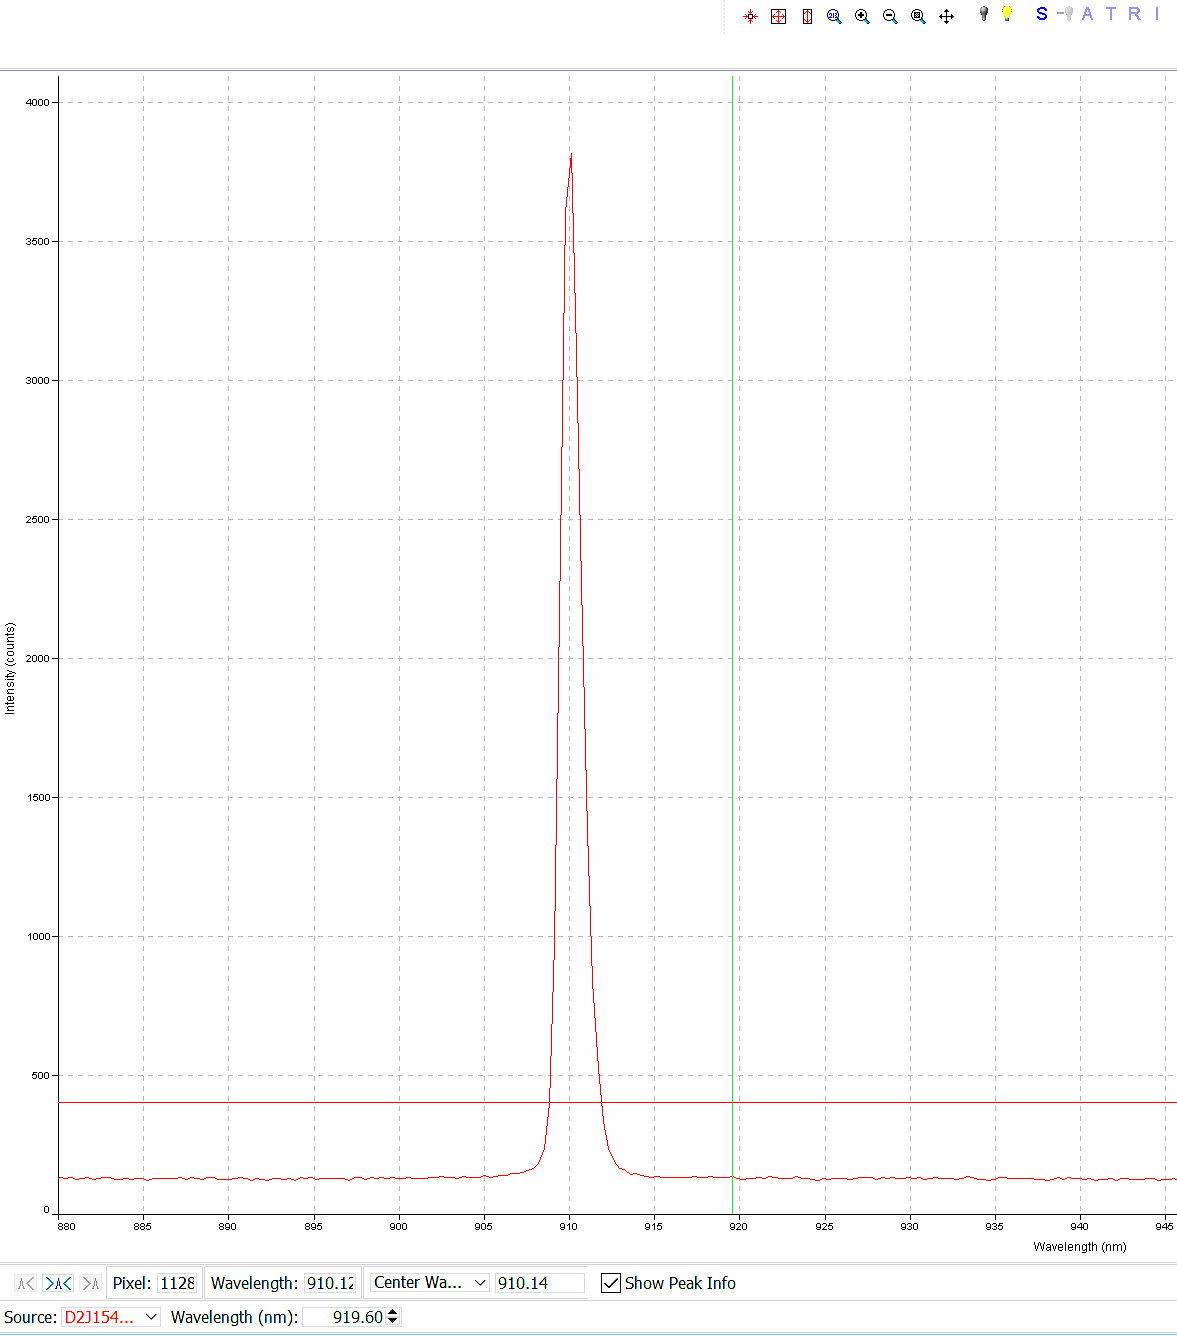 S A T R I
4000
3500
3000
2500
2000
1500
1000
500
0
Intensity (counts)
880 885 890 895 900 905 910 915 920 925 930 935 940 945
Wavelength (nm)
Pixel: 1128 Wavelength: 910.12 Center Wa... 910.14 Show Peak Info
Source: D2J154... Wavelength (nm): 919.60